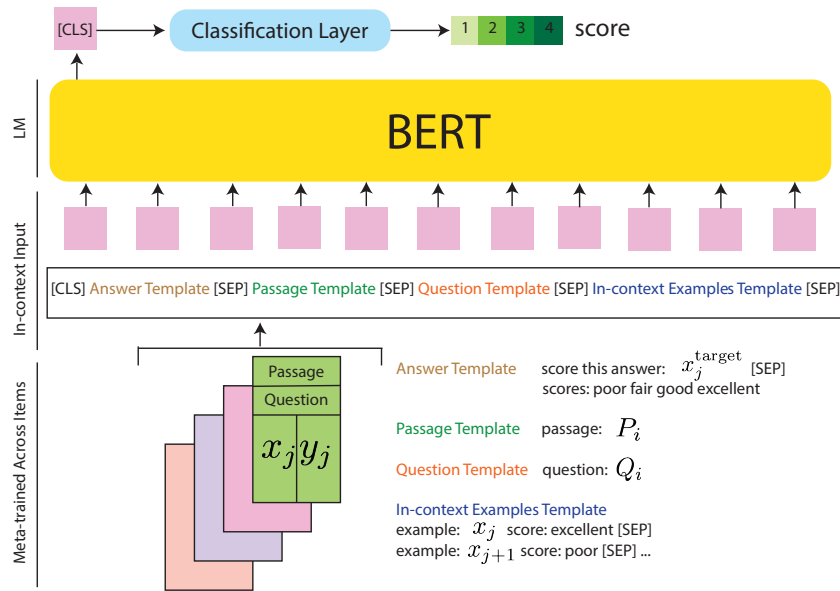 [CLS]
Classification Layer
1 2 3 4
score
LM
BERT
In-context Input
[CLS] Answer Template [SEP] Passage Template [SEP] Question Template [SEP] In-context Examples Template [SEP]
Meta-trained Across Items
Passage
Question
x_j y_j
Answer Template score this answer: x_j^target [SEP]
scores: poor fair good excellent
Passage Template passage: P_i
Question Template question: Q_i
In-context Examples Template
example: x_j score: excellent [SEP]
example: x_{j+1} score: poor [SEP] ...